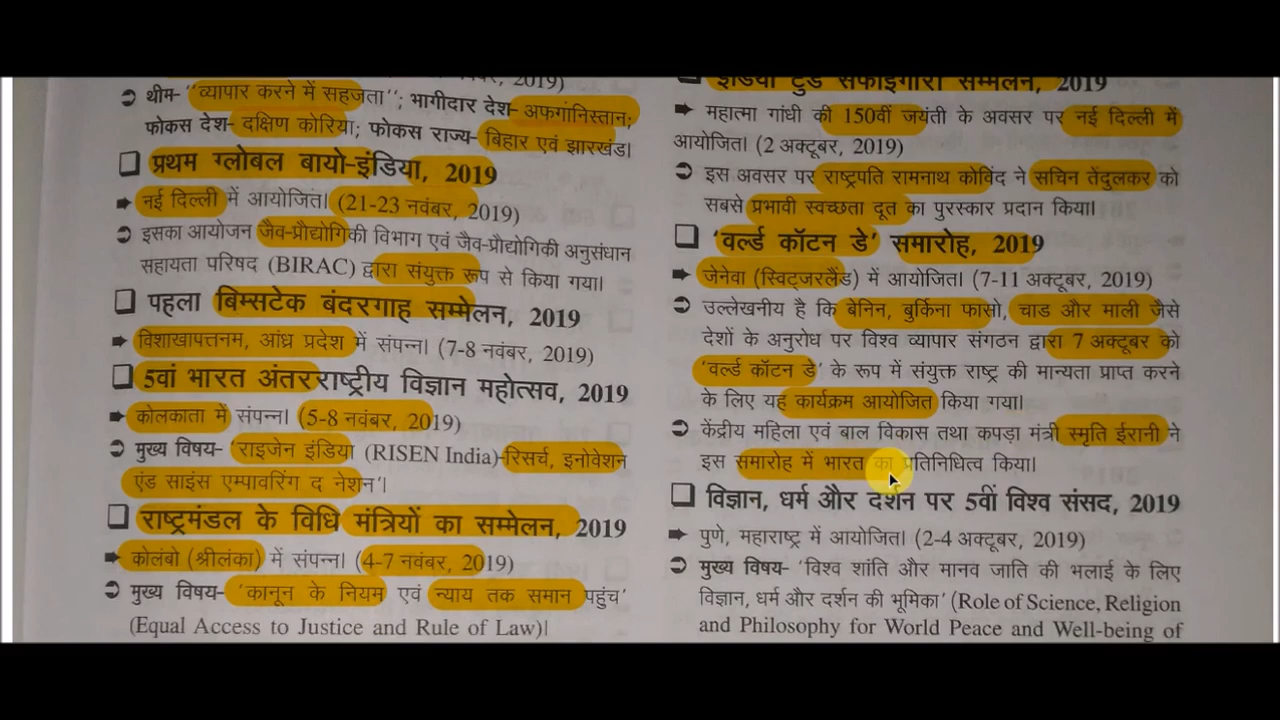 2019)
➲ थीम- ''व्यापार करने में सहजता''; भागीदार देश- अफगानिस्तान;
फोकस देश- दक्षिण कोरिया; फोकस राज्य- बिहार एवं झारखंड।
❑ प्रथम ग्लोबल बायो-इंडिया, 2019
➡ नई दिल्ली में आयोजित। (21-23 नवंबर, 2019)
➲ इसका आयोजन जैव-प्रौद्योगिकी विभाग एवं जैव-प्रौद्योगिकी अनुसंधान
सहायता परिषद (BIRAC) द्वारा संयुक्त रूप से किया गया।
❑ पहला बिम्सटेक बंदरगाह सम्मेलन, 2019
➡ विशाखापत्तनम, आंध्र प्रदेश में संपन्न। (7-8 नवंबर, 2019)
❑ 5वां भारत अंतरराष्ट्रीय विज्ञान महोत्सव, 2019
➡ कोलकाता में संपन्न। (5-8 नवंबर, 2019)
➲ मुख्य विषय- 'राइजेन इंडिया (RISEN India)-रिसर्च, इनोवेशन
एंड साइंस एम्पावरिंग द नेशन'।
❑ राष्ट्रमंडल के विधि मंत्रियों का सम्मेलन, 2019
➡ कोलंबो (श्रीलंका) में संपन्न। (4-7 नवंबर, 2019)
➲ मुख्य विषय- 'कानून के नियम एवं न्याय तक समान पहुंच'
(Equal Access to Justice and Rule of Law)।
❑ इंडिया टुडे सफाईगीरी सम्मेलन, 2019
➡ महात्मा गांधी की 150वीं जयंती के अवसर पर नई दिल्ली में
आयोजित। (2 अक्टूबर, 2019)
➲ इस अवसर पर राष्ट्रपति रामनाथ कोविंद ने सचिन तेंदुलकर को
सबसे प्रभावी स्वच्छता दूत का पुरस्कार प्रदान किया।
❑ 'वर्ल्ड कॉटन डे' समारोह, 2019
➡ जेनेवा (स्विट्जरलैंड) में आयोजित। (7-11 अक्टूबर, 2019)
➲ उल्लेखनीय है कि बेनिन, बुर्किना फासो, चाड और माली जैसे
देशों के अनुरोध पर विश्व व्यापार संगठन द्वारा 7 अक्टूबर को
'वर्ल्ड कॉटन डे' के रूप में संयुक्त राष्ट्र की मान्यता प्राप्त करने
के लिए यह कार्यक्रम आयोजित किया गया।
➲ केंद्रीय महिला एवं बाल विकास तथा कपड़ा मंत्री स्मृति ईरानी ने
इस समारोह में भारत का प्रतिनिधित्व किया।
❑ विज्ञान, धर्म और दर्शन पर 5वीं विश्व संसद, 2019
➡ पुणे, महाराष्ट्र में आयोजित। (2-4 अक्टूबर, 2019)
➲ मुख्य विषय- 'विश्व शांति और मानव जाति की भलाई के लिए
विज्ञान, धर्म और दर्शन की भूमिका' (Role of Science, Religion
and Philosophy for World Peace and Well-being of